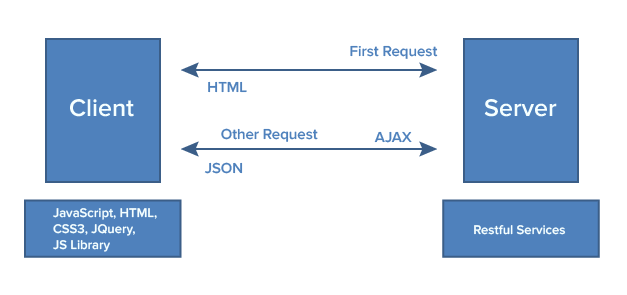 First Request
Client
Server
HTML
Other Request
AJAX
JSON
JavaScript, HTML,
CSS3, JQuery,
JS Library
Restful Services